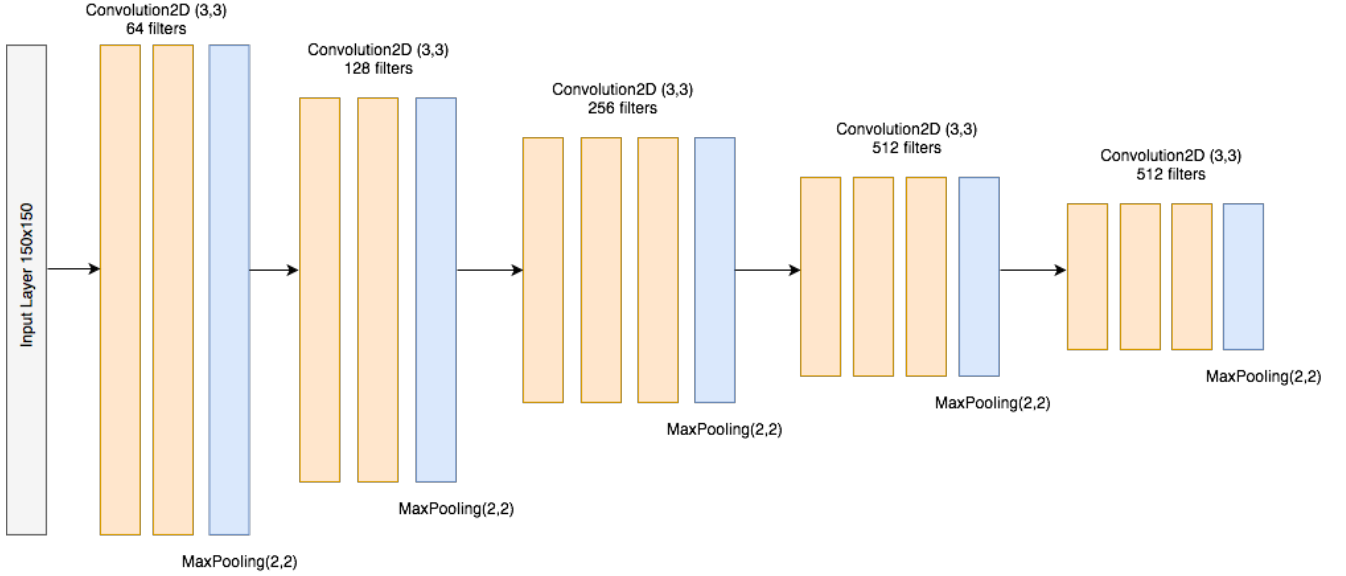 Convolution2D (3,3)
64 filters
Input Layer 150x150
MaxPooling(2,2)
Convolution2D (3,3)
128 filters
MaxPooling(2,2)
Convolution2D (3,3)
256 filters
MaxPooling(2,2)
Convolution2D (3,3)
512 filters
MaxPooling(2,2)
Convolution2D (3,3)
512 filters
MaxPooling(2,2)